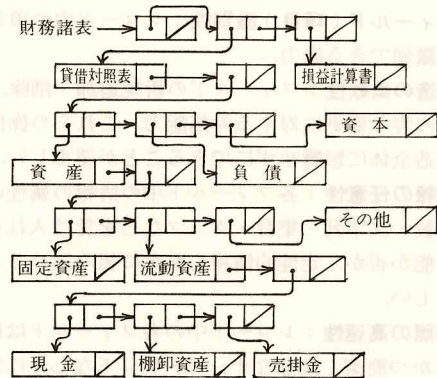 財務諸表
貸借対照表 損益計算書
資本
資産 負債
その他
固定資産 流動資産
現金 棚卸資産 売掛金